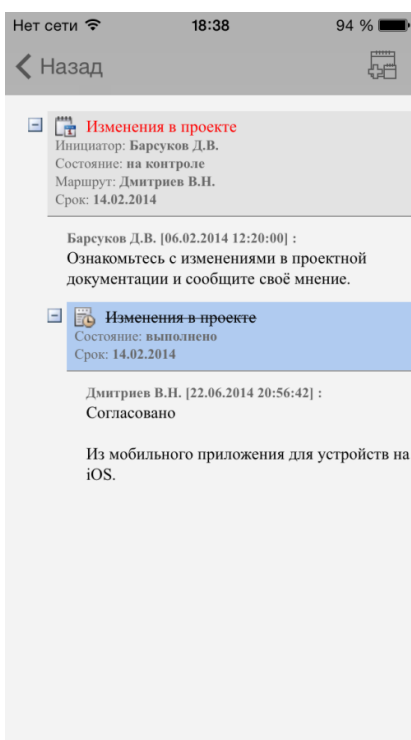 Нет сети 18:38 94 %
Назад
Изменения в проекте
Инициатор: Барсуков Д.В.
Состояние: на контроле
Маршрут: Дмитриев В.Н.
Срок: 14.02.2014
Барсуков Д.В. [06.02.2014 12:20:00] :
Ознакомьтесь с изменениями в проектной
документации и сообщите своё мнение.
Изменения в проекте
Состояние: выполнено
Срок: 14.02.2014
Дмитриев В.Н. [22.06.2014 20:56:42] :
Согласовано
Из мобильного приложения для устройств на
iOS.